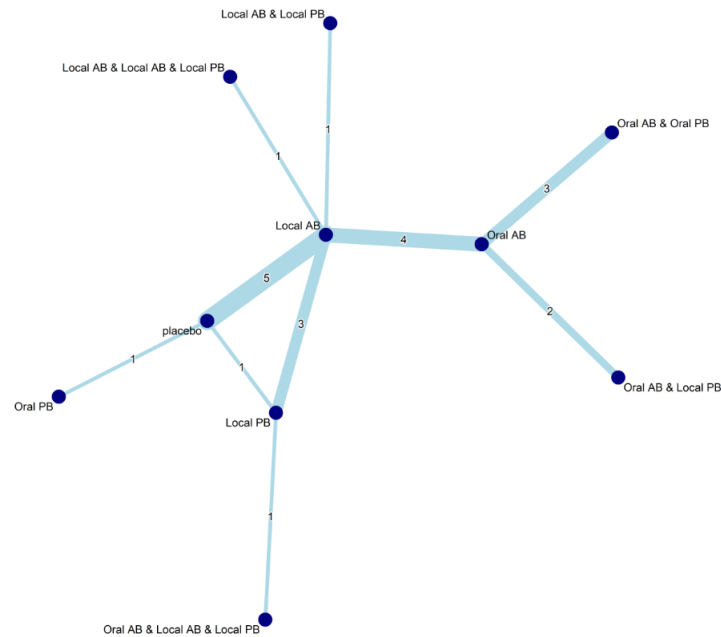 Local AB & Local PB
Local AB & Local AB & Local PB
Oral AB & Oral PB
1
1
3
Local AB
4
Oral AB
5
2
3
placebo
1
1
Oral AB & Local PB
Oral PB
Local PB
1
Oral AB & Local AB & Local PB